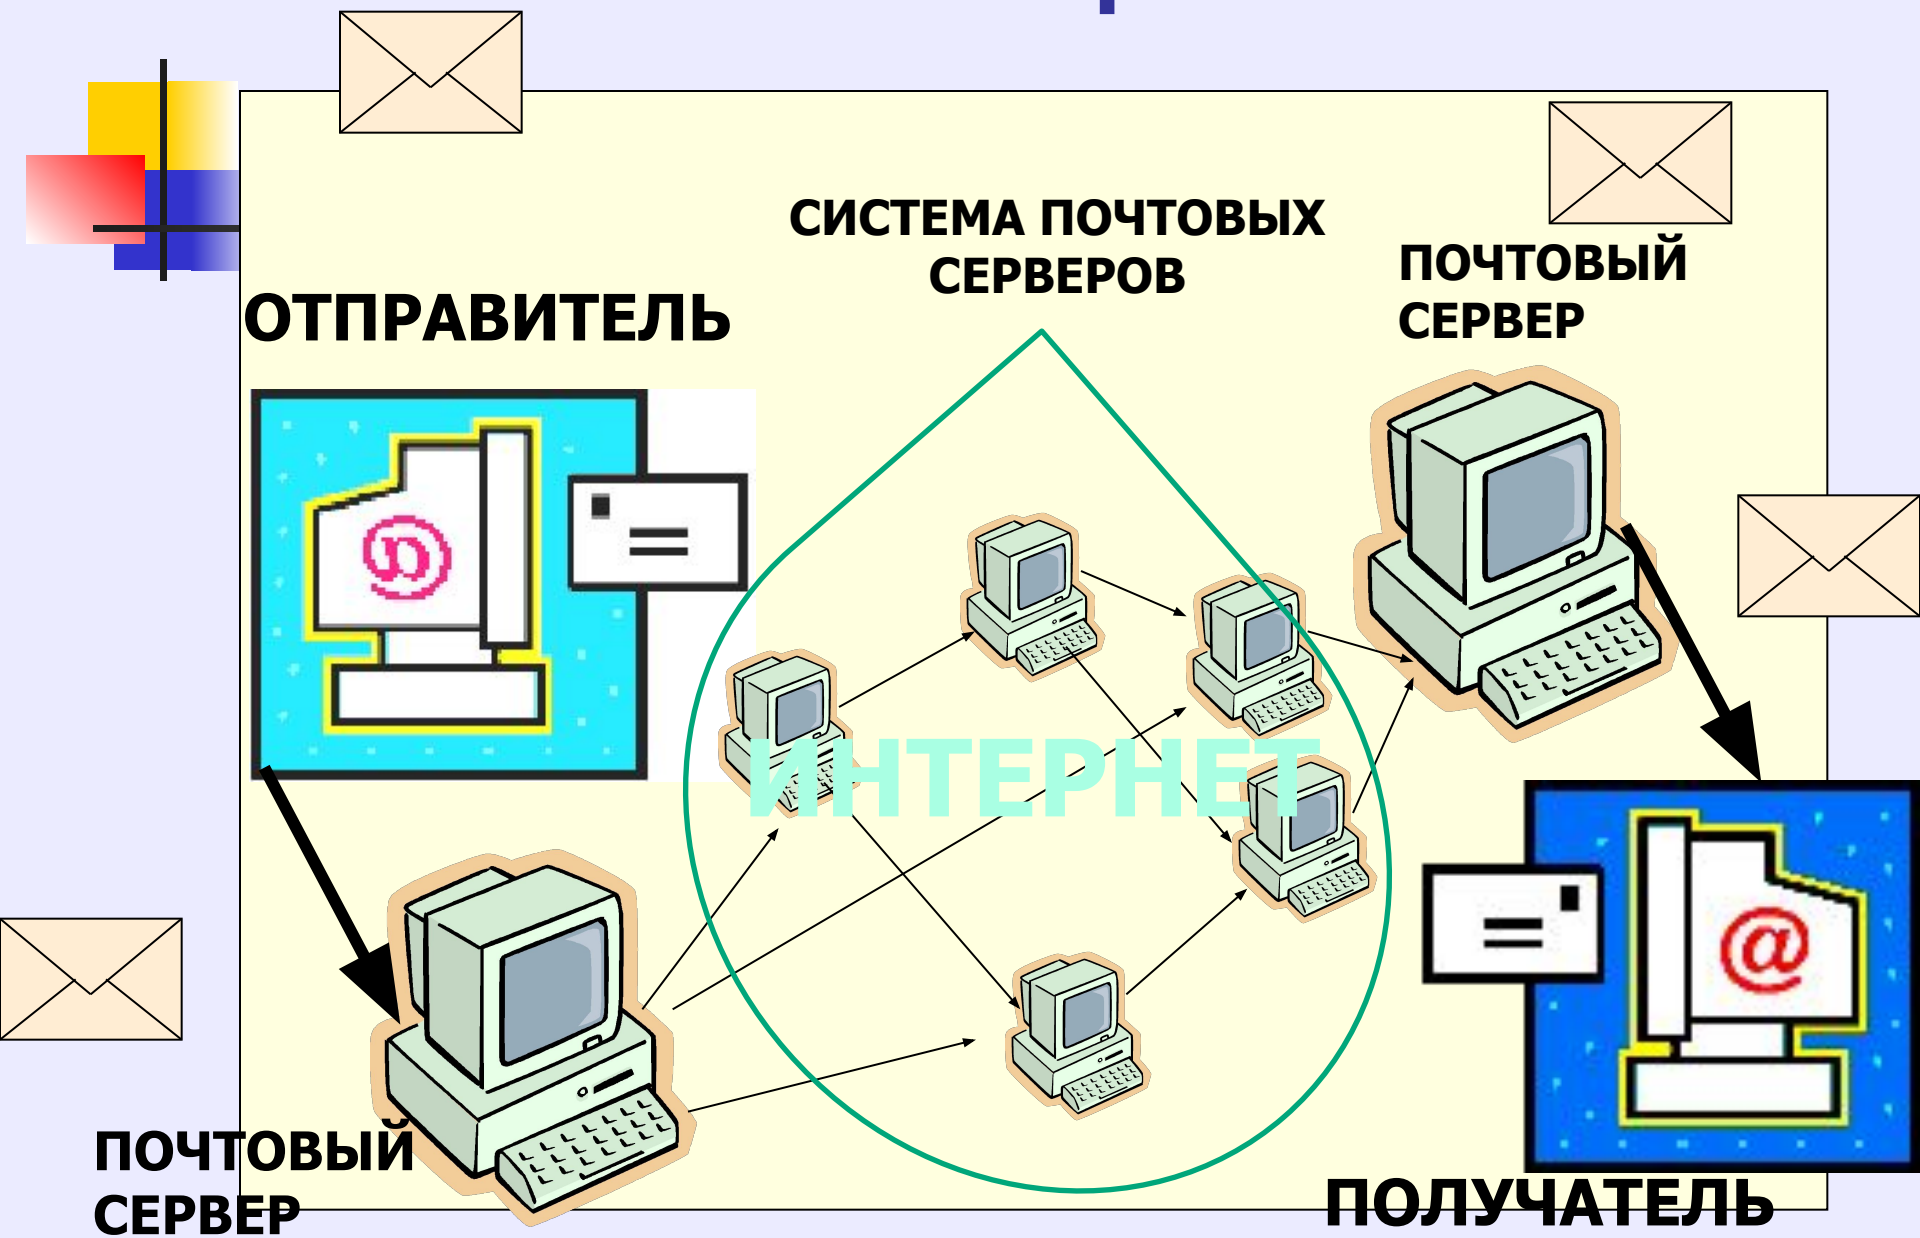 СИСТЕМА ПОЧТОВЫХ
СЕРВЕРОВ
ПОЧТОВЫЙ
СЕРВЕР
ОТПРАВИТЕЛЬ
@
ИНТЕРНЕТ
@
ПОЧТОВЫЙ
СЕРВЕР
ПОЛУЧАТЕЛЬ